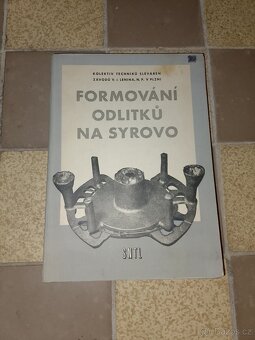 KOLEKTIV TECHNIKŮ SLÉVÁREN
ZÁVODŮ V. I. LENINA, N. P. V PLZNI
FORMOVÁNÍ
ODLITKŮ
NA SYROVO
SNTL